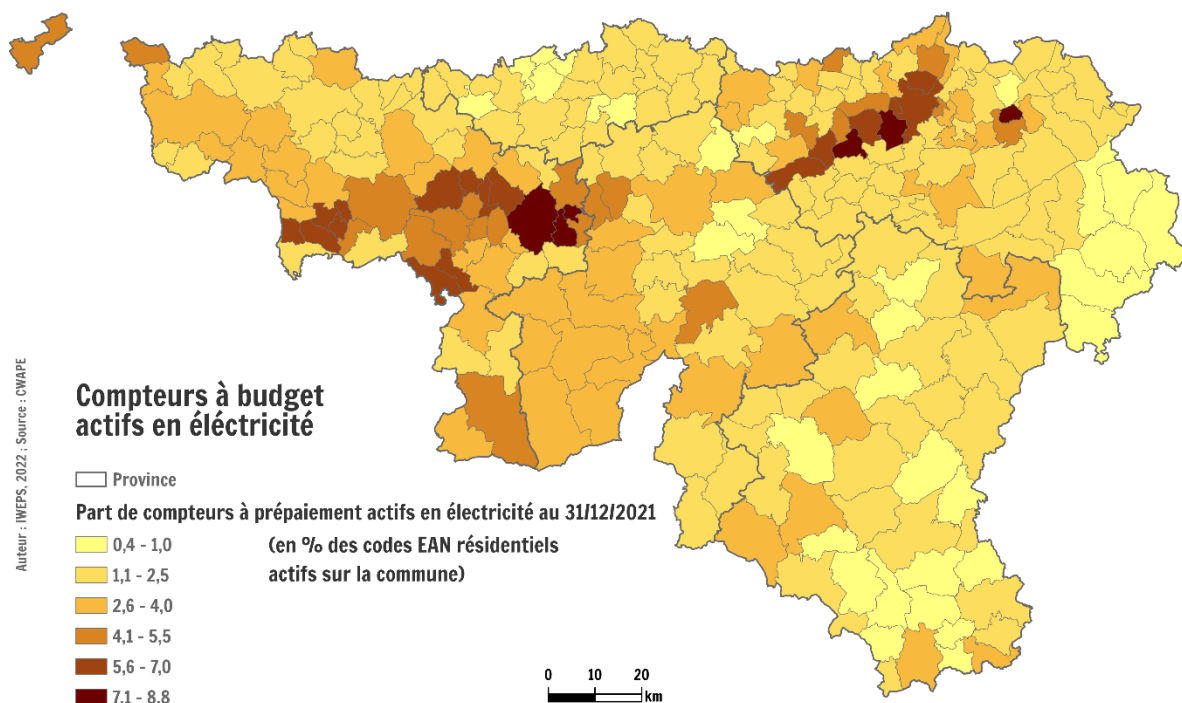 Compteurs à budget
actifs en éléctricité
Province
Part de compteurs à prépaiement actifs en électricité au 31/12/2021
(en % des codes EAN résidentiels
actifs sur la commune)
0,4 - 1,0
1,1 - 2,5
2,6 - 4,0
4,1 - 5,5
5,6 - 7,0
7,1 - 8,8
0 10 20
km
Auteur : IWEPS, 2022 ; Source : CWAPE